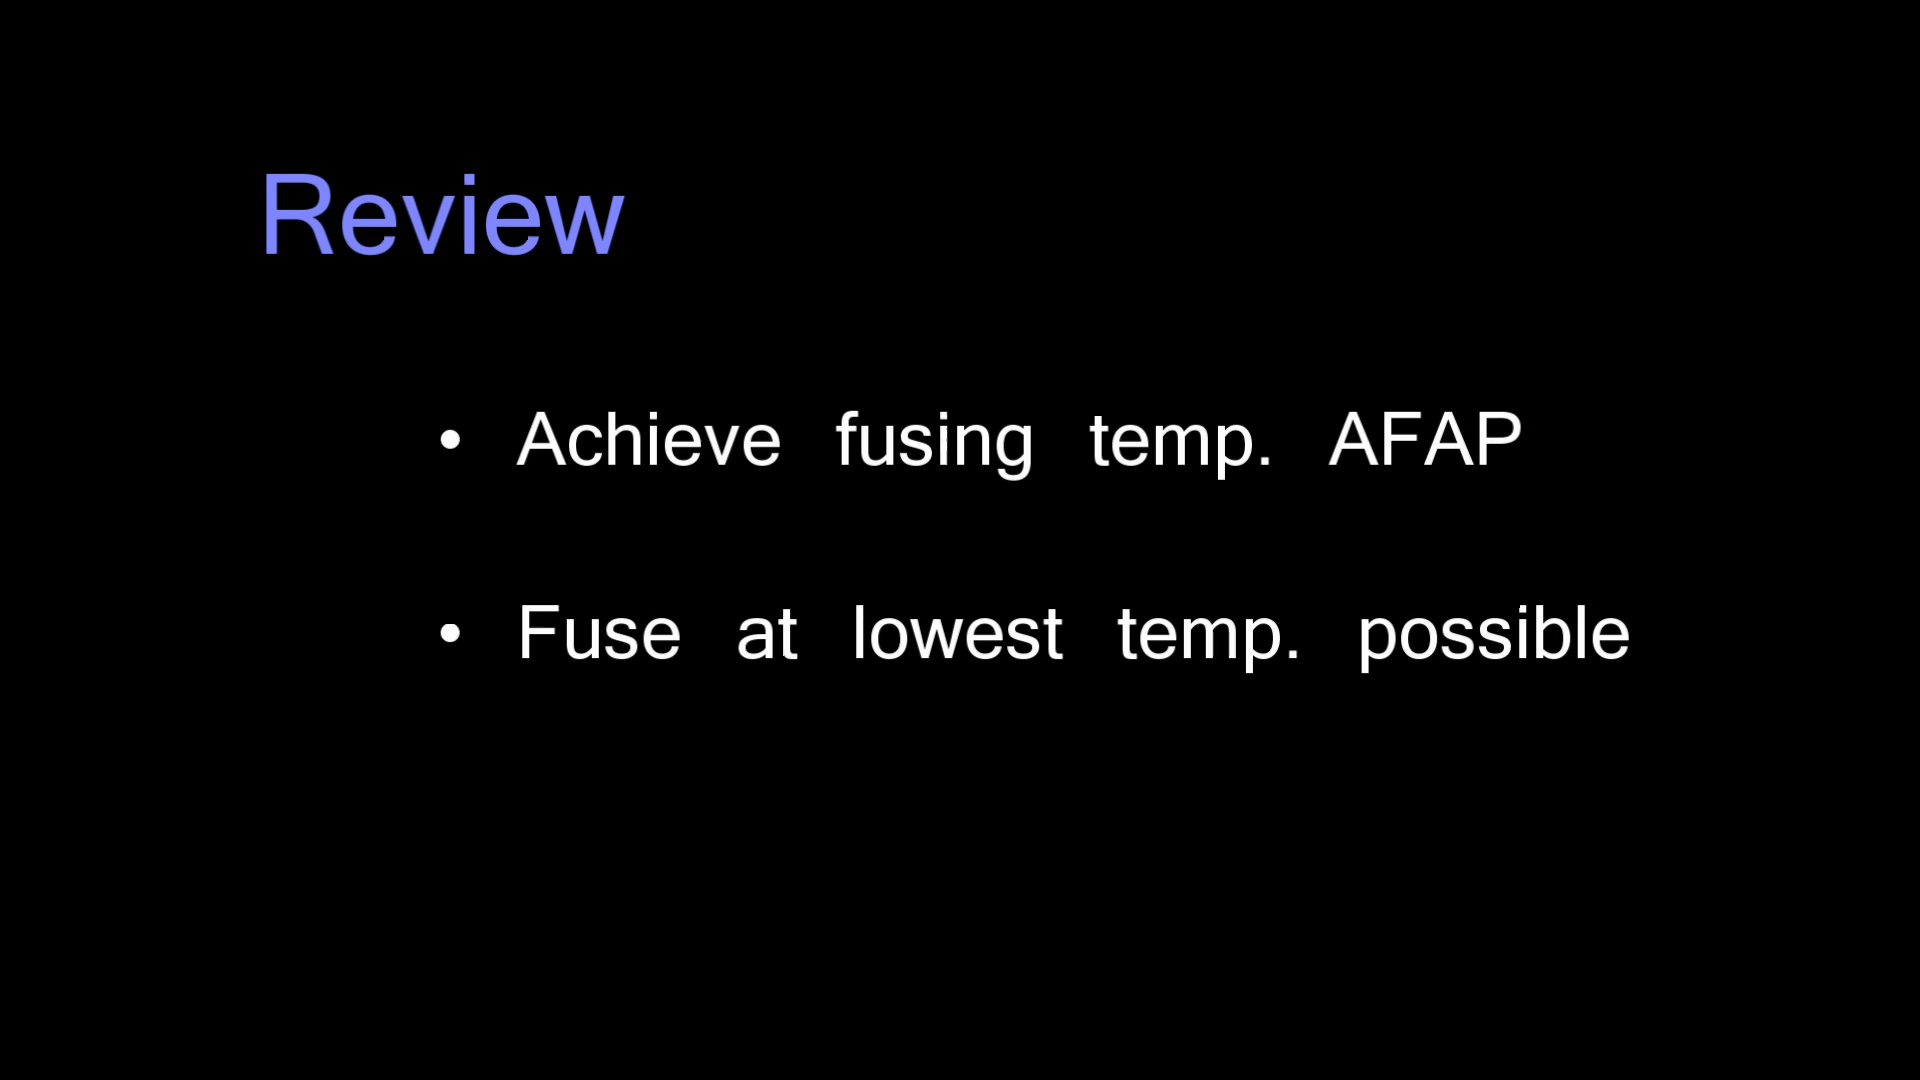 Review
• Achieve fusing temp. AFAP
• Fuse at lowest temp. possible